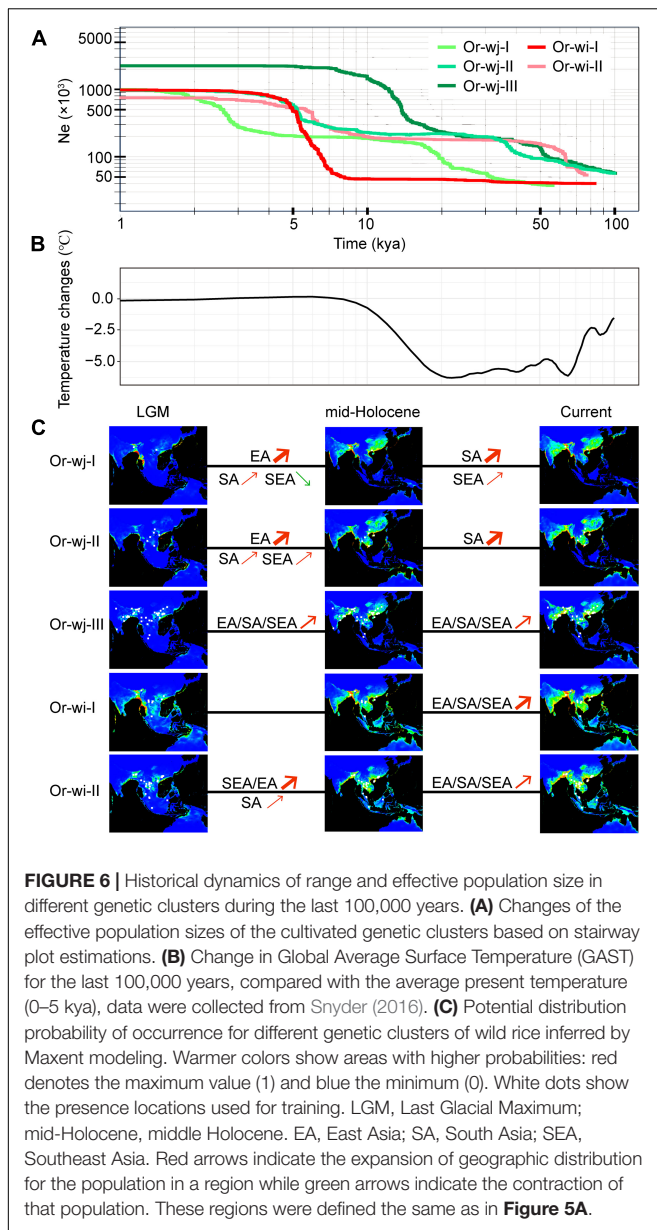 A
5000
1000
500
100
50
Ne (×10³)
Or-wj-I
Or-wj-II
Or-wj-III
Or-wi-I
Or-wi-II
1
5
10
50
100
Time (kya)
B
Temperature changes (℃)
0.0
−2.5
−5.0
C
LGM
mid-Holocene
Current
Or-wj-I
EA
SA
SEA
SA
SEA
Or-wj-II
EA
SA
SEA
SA
Or-wj-III
EA/SA/SEA
EA/SA/SEA
Or-wi-I
EA/SA/SEA
Or-wi-II
SEA/EA
SA
EA/SA/SEA
FIGURE 6 | Historical dynamics of range and effective population size in
different genetic clusters during the last 100,000 years. (A) Changes of the
effective population sizes of the cultivated genetic clusters based on stairway
plot estimations. (B) Change in Global Average Surface Temperature (GAST)
for the last 100,000 years, compared with the average present temperature
(0–5 kya), data were collected from Snyder (2016). (C) Potential distribution
probability of occurrence for different genetic clusters of wild rice inferred by
Maxent modeling. Warmer colors show areas with higher probabilities: red
denotes the maximum value (1) and blue the minimum (0). White dots show
the presence locations used for training. LGM, Last Glacial Maximum;
mid-Holocene, middle Holocene. EA, East Asia; SA, South Asia; SEA,
Southeast Asia. Red arrows indicate the expansion of geographic distribution
for the population in a region while green arrows indicate the contraction of
that population. These regions were defined the same as in Figure 5A.